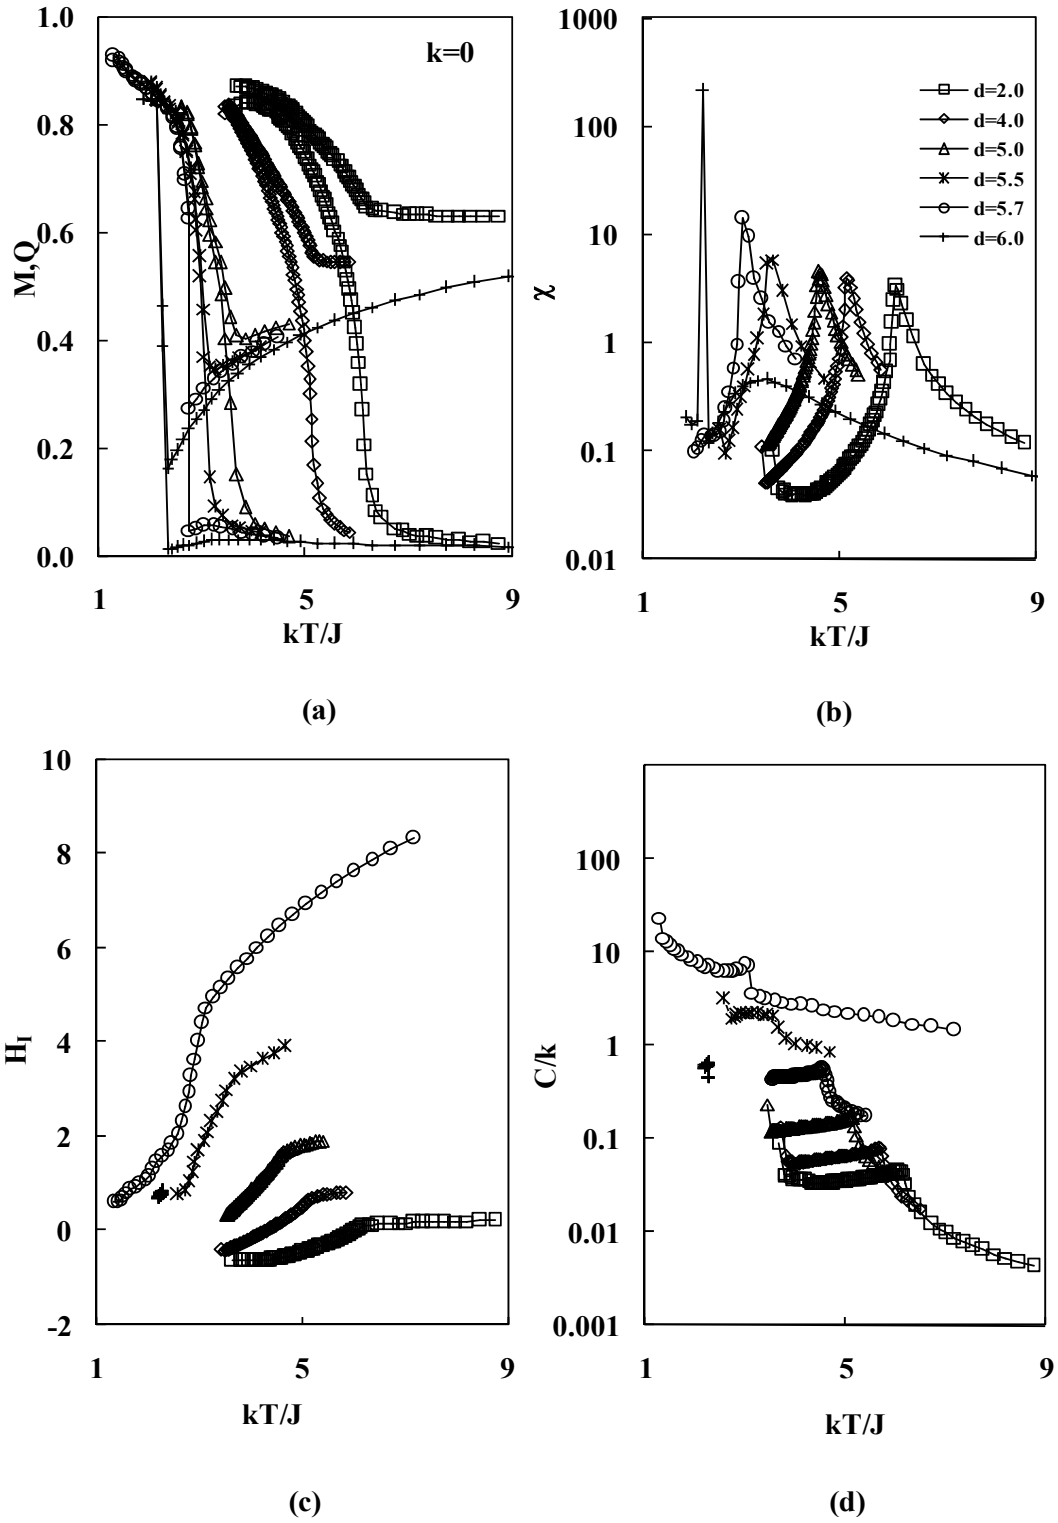 1.0
0.8
0.6
0.4
0.2
0.0
M,Q
k=0
1 5 9
kT/J
(a)
1000
100
10
1
0.1
0.01
χ
d=2.0
d=4.0
d=5.0
d=5.5
d=5.7
d=6.0
1 5 9
kT/J
(b)
10
8
6
4
2
0
-2
H_I
1 5 9
kT/J
(c)
100
10
1
0.1
0.01
0.001
C/k
1 5 9
kT/J
(d)